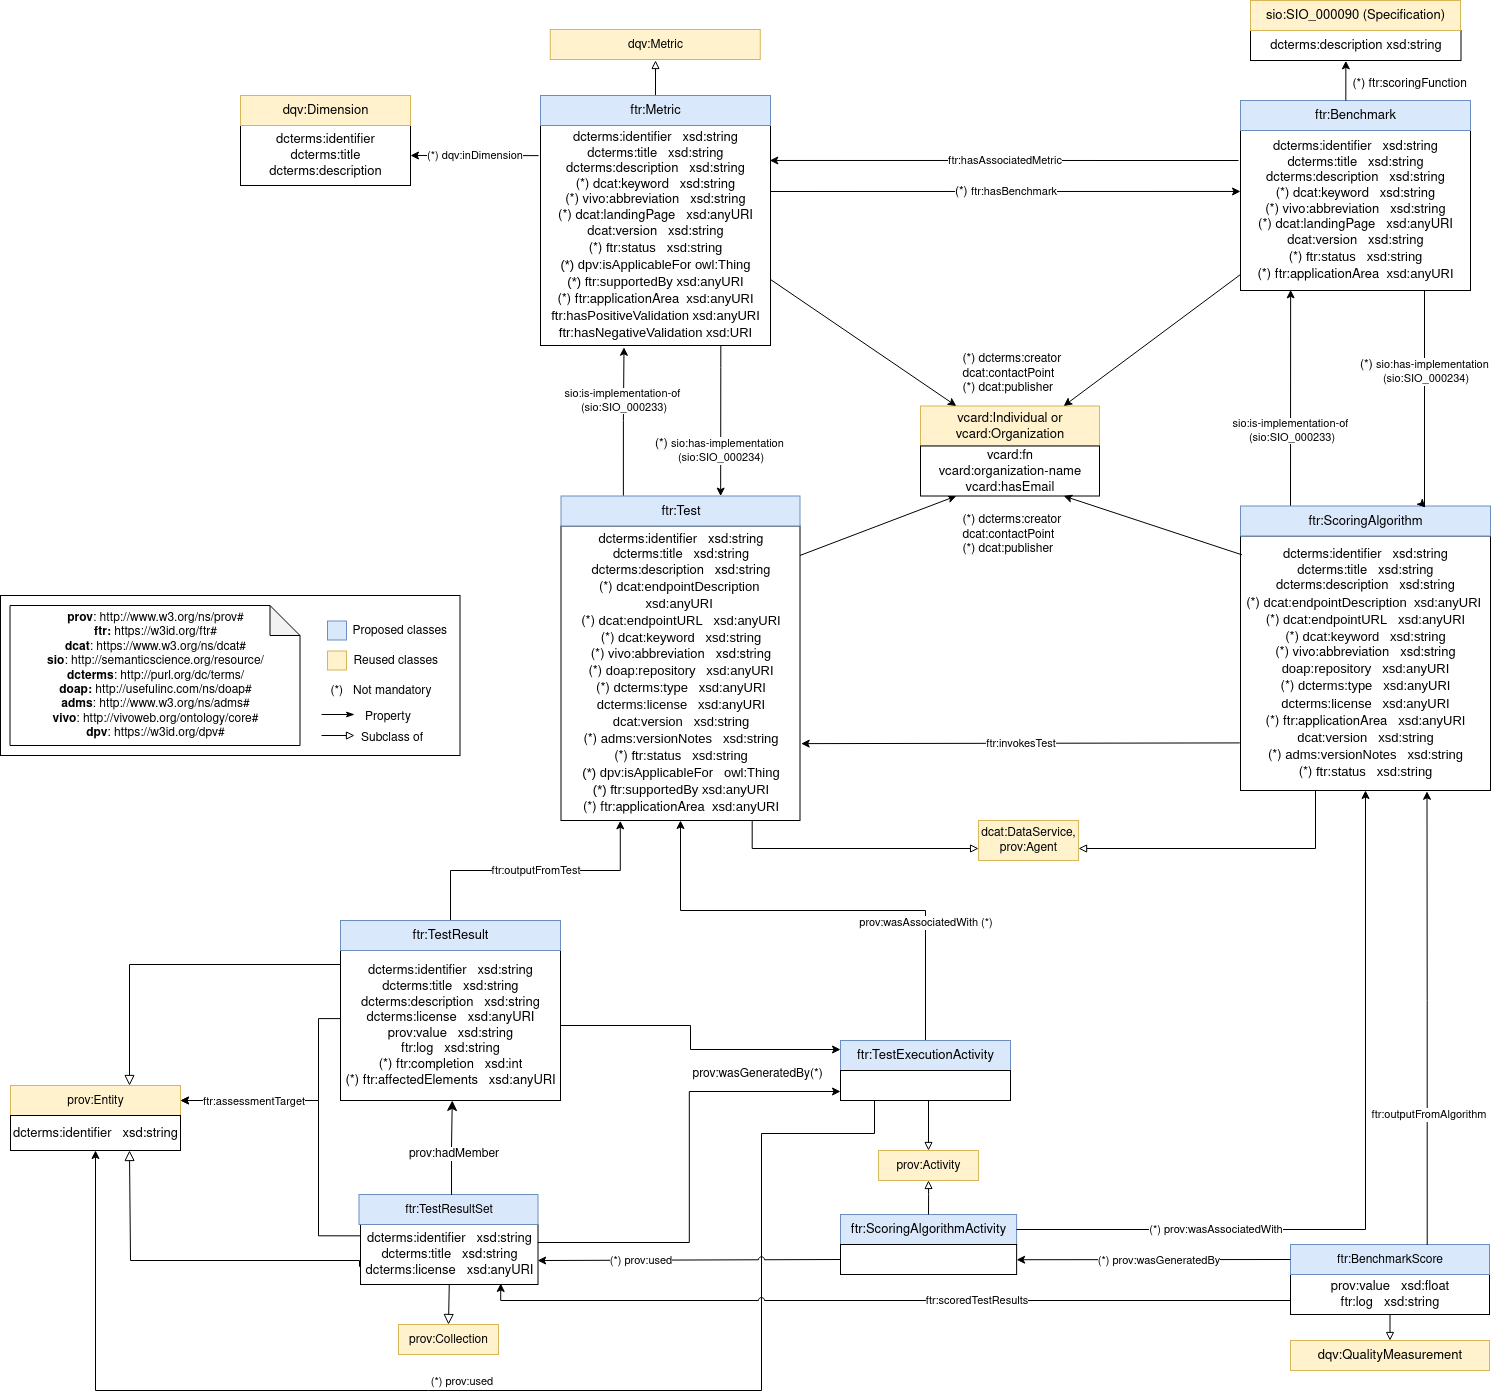 sio:SIO_000090 (Specification)
dcterms:description xsd:string
(*) ftr:scoringFunction
dqv:Metric
dqv:Dimension
dcterms:identifier
dcterms:title
dcterms:description
(*) dqv:inDimension
ftr:Metric
dcterms:identifier xsd:string
dcterms:title xsd:string
dcterms:description xsd:string
(*) dcat:keyword xsd:string
(*) vivo:abbreviation xsd:string
(*) dcat:landingPage xsd:anyURI
dcat:version xsd:string
(*) ftr:status xsd:string
(*) dpv:isApplicableFor owl:Thing
(*) ftr:supportedBy xsd:anyURI
(*) ftr:applicationArea xsd:anyURI
ftr:hasPositiveValidation xsd:anyURI
ftr:hasNegativeValidation xsd:URI
ftr:hasAssociatedMetric
(*) ftr:hasBenchmark
ftr:Benchmark
dcterms:identifier xsd:string
dcterms:title xsd:string
dcterms:description xsd:string
(*) dcat:keyword xsd:string
(*) vivo:abbreviation xsd:string
(*) dcat:landingPage xsd:anyURI
dcat:version xsd:string
(*) ftr:status xsd:string
(*) ftr:applicationArea xsd:anyURI
sio:is-implementation-of
(sio:SIO_000233)
(*) sio:has-implementation
(sio:SIO_000234)
(*) dcterms:creator
dcat:contactPoint
(*) dcat:publisher
vcard:Individual or
vcard:Organization
vcard:fn
vcard:organization-name
vcard:hasEmail
(*) dcterms:creator
dcat:contactPoint
(*) dcat:publisher
(*) sio:has-implementation
(sio:SIO_000234)
sio:is-implementation-of
(sio:SIO_000233)
ftr:Test
dcterms:identifier xsd:string
dcterms:title xsd:string
dcterms:description xsd:string
(*) dcat:endpointDescription
xsd:anyURI
(*) dcat:endpointURL xsd:anyURI
(*) dcat:keyword xsd:string
(*) vivo:abbreviation xsd:string
(*) doap:repository xsd:anyURI
(*) dcterms:type xsd:anyURI
dcterms:license xsd:anyURI
dcat:version xsd:string
(*) adms:versionNotes xsd:string
(*) ftr:status xsd:string
(*) dpv:isApplicableFor owl:Thing
(*) ftr:supportedBy xsd:anyURI
(*) ftr:applicationArea xsd:anyURI
ftr:ScoringAlgorithm
dcterms:identifier xsd:string
dcterms:title xsd:string
dcterms:description xsd:string
(*) dcat:endpointDescription xsd:anyURI
(*) dcat:endpointURL xsd:anyURI
(*) dcat:keyword xsd:string
(*) vivo:abbreviation xsd:string
doap:repository xsd:anyURI
(*) dcterms:type xsd:anyURI
dcterms:license xsd:anyURI
(*) ftr:applicationArea xsd:anyURI
dcat:version xsd:string
(*) adms:versionNotes xsd:string
(*) ftr:status xsd:string
ftr:invokesTest
prov: http://www.w3.org/ns/prov#
ftr: https://w3id.org/ftr#
dcat: https://www.w3.org/ns/dcat#
sio: http://semanticscience.org/resource/
dcterms: http://purl.org/dc/terms/
doap: http://usefulinc.com/ns/doap#
adms: http://www.w3.org/ns/adms#
vivo: http://vivoweb.org/ontology/core#
dpv: https://w3id.org/dpv#
Proposed classes
Reused classes
(*) Not mandatory
Property
Subclass of
dcat:DataService,
prov:Agent
ftr:outputFromTest
prov:wasAssociatedWith (*)
ftr:TestResult
dcterms:identifier xsd:string
dcterms:title xsd:string
dcterms:description xsd:string
dcterms:license xsd:anyURI
prov:value xsd:string
ftr:log xsd:string
(*) ftr:completion xsd:int
(*) ftr:affectedElements xsd:anyURI
ftr:TestExecutionActivity
prov:wasGeneratedBy(*)
prov:Entity
dcterms:identifier xsd:string
ftr:assessmentTarget
prov:hadMember
prov:Activity
ftr:outputFromAlgorithm
ftr:TestResultSet
dcterms:identifier xsd:string
dcterms:title xsd:string
dcterms:license xsd:anyURI
ftr:ScoringAlgorithmActivity
(*) prov:wasAssociatedWith
(*) prov:used
(*) prov:wasGeneratedBy
ftr:BenchmarkScore
prov:value xsd:float
ftr:log xsd:string
ftr:scoredTestResults
prov:Collection
dqv:QualityMeasurement
(*) prov:used